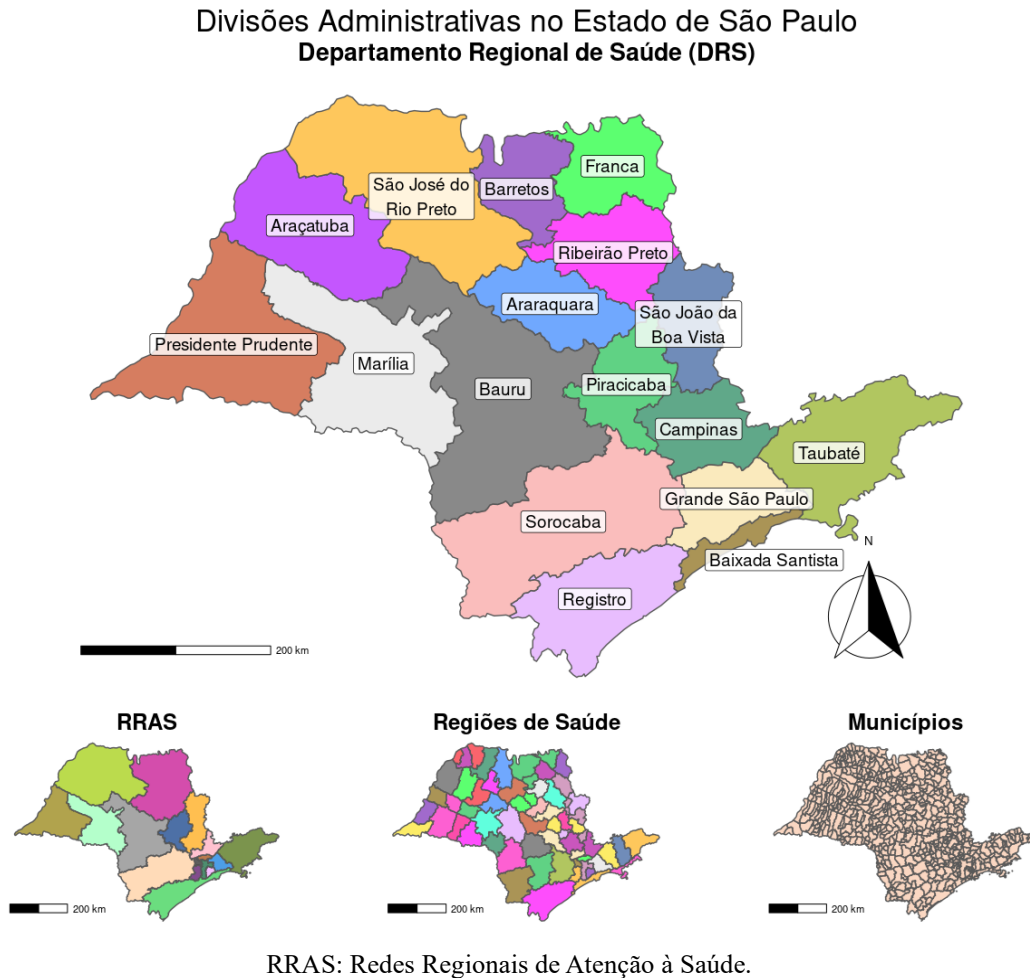 Divisões Administrativas no Estado de São Paulo
Departamento Regional de Saúde (DRS)
Franca
São José do
Rio Preto
Barretos
Araçatuba
Ribeirão Preto
Araraquara
São João da
Boa Vista
Presidente Prudente
Marília
Bauru
Piracicaba
Campinas
Taubaté
Grande São Paulo
Sorocaba
N
Baixada Santista
Registro
200 km
RRAS
Regiões de Saúde
Municípios
200 km
200 km
200 km
RRAS: Redes Regionais de Atenção à Saúde.